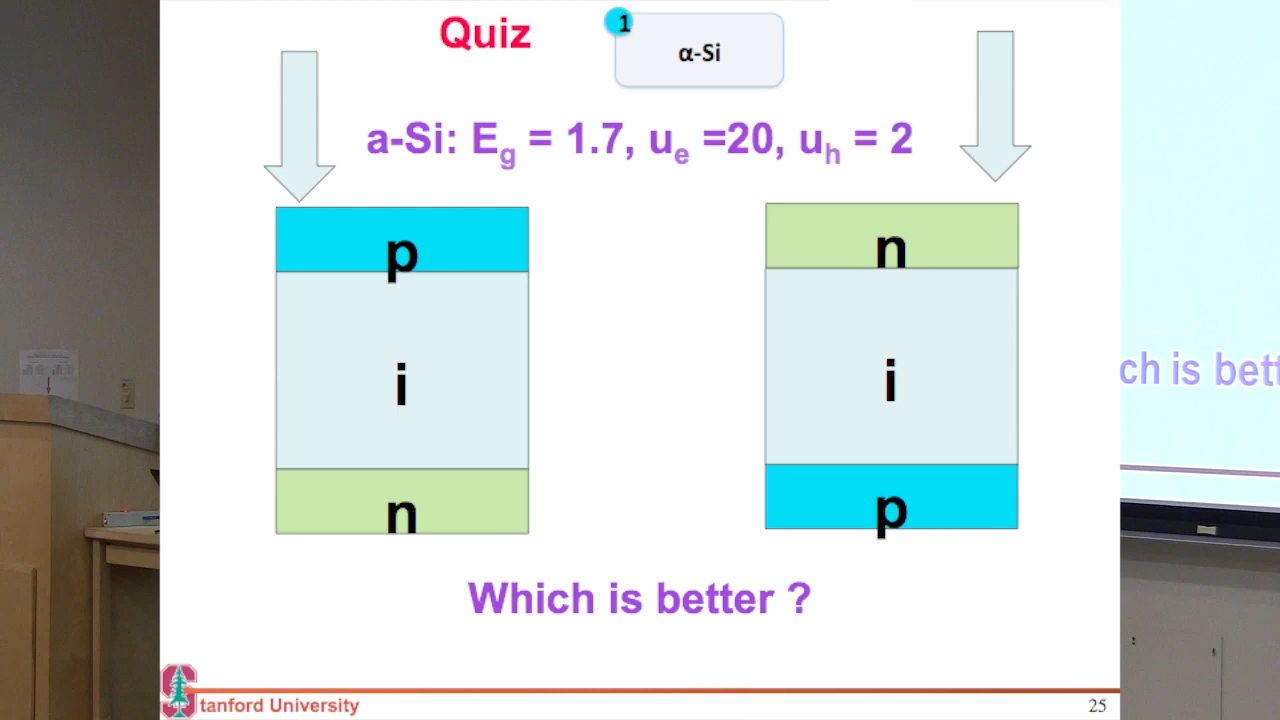 Quiz
1
α-Si
a-Si: Eg = 1.7, ue =20, uh = 2
p
n
i
i
n
p
Which is better ?
ch is bett
Stanford University
25